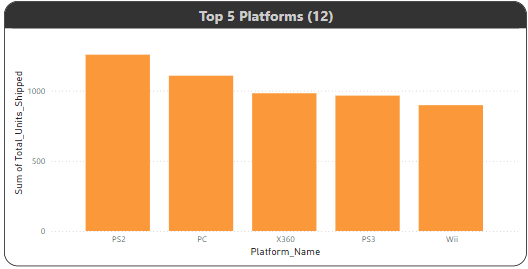 Top 5 Platforms (12)
Sum of Total_Units_Shipped
1000
500
0
PS2 PC X360 PS3 Wii
Platform_Name